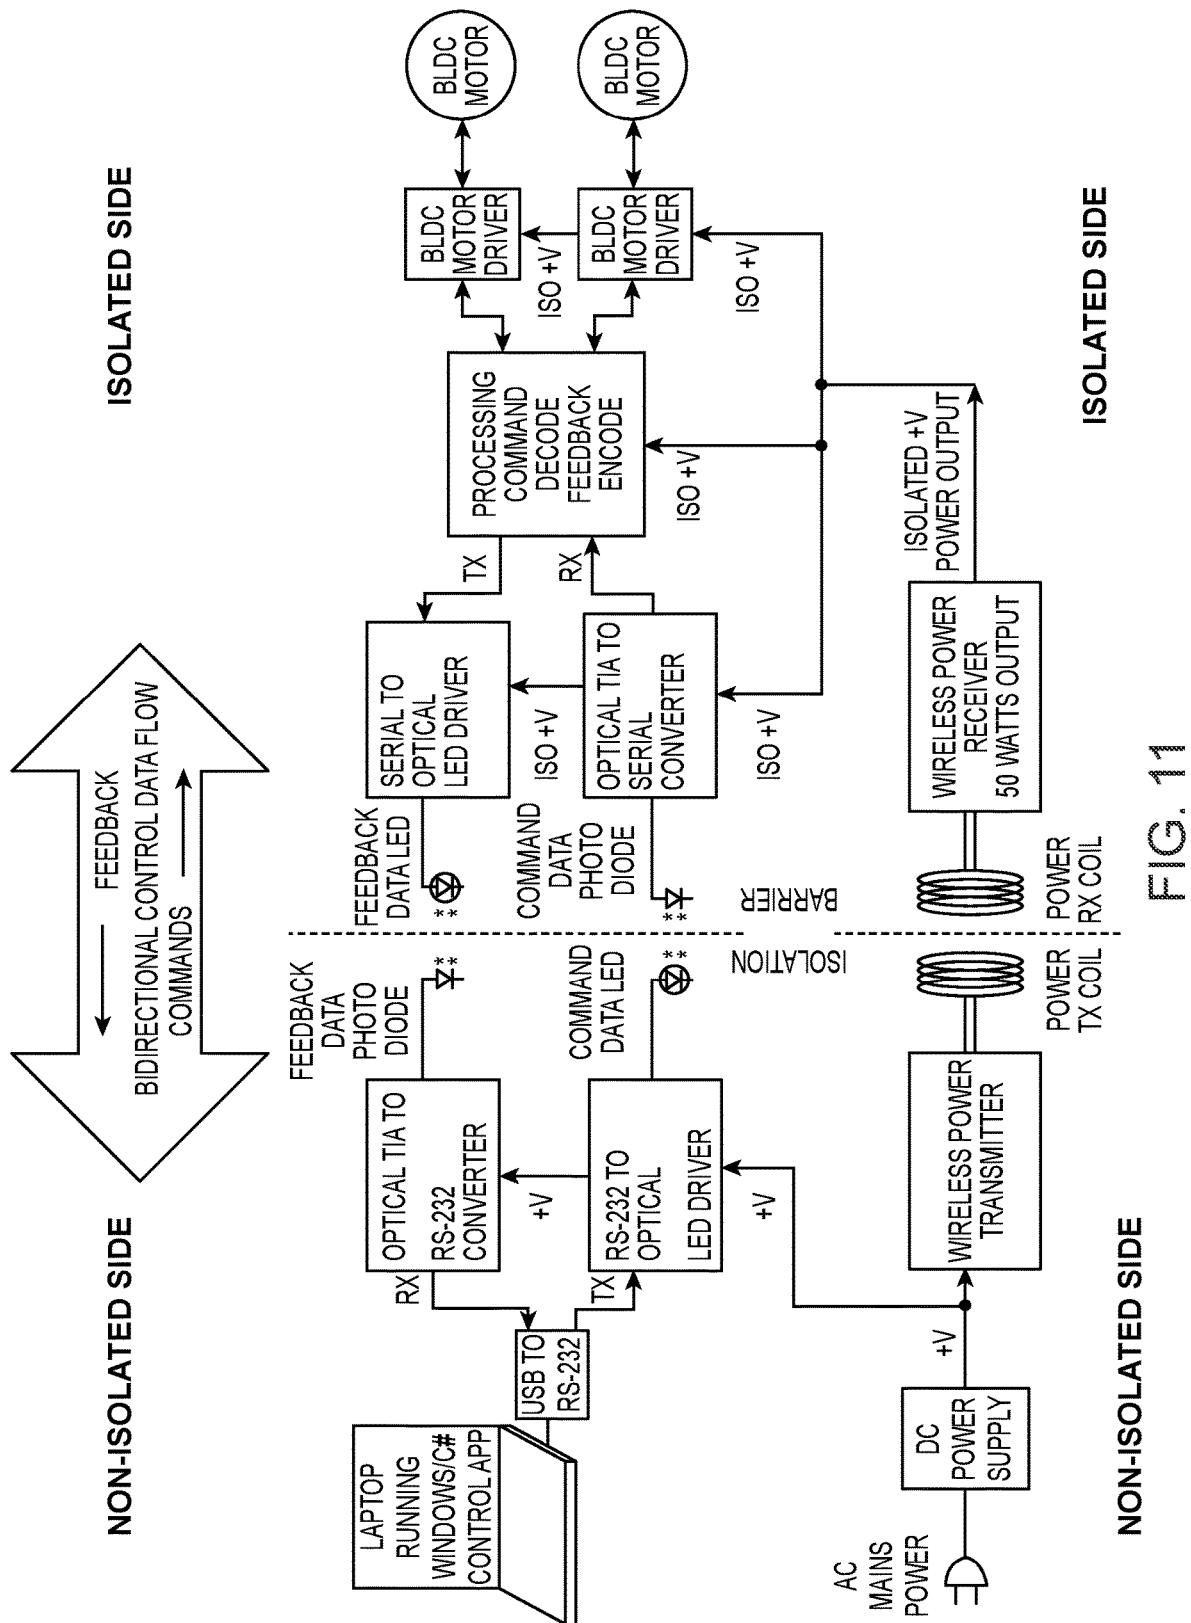 NON-ISOLATED SIDE
ISOLATED SIDE
FEEDBACK
BIDIRECTIONAL CONTROL DATA FLOW
COMMANDS
LAPTOP
RUNNING
WINDOWS/C#
CONTROL APP
USB TO
RS-232
RX
TX
OPTICAL TIA TO
RS-232
CONVERTER
+V
RS-232 TO
OPTICAL
LED DRIVER
+V
FEEDBACK
DATA
PHOTO
DIODE
**
COMMAND
DATA LED
**
FEEDBACK
DATA LED
**
COMMAND
DATA
PHOTO
DIODE
**
ISOLATION
BARRIER
SERIAL TO
OPTICAL
LED DRIVER
ISO +V
OPTICAL TIA TO
SERIAL
CONVERTER
ISO +V
TX
RX
PROCESSING
COMMAND
DECODE
FEEDBACK
ENCODE
ISO +V
BLDC
MOTOR
DRIVER
ISO +V
BLDC
MOTOR
DRIVER
ISO +V
BLDC
MOTOR
BLDC
MOTOR
AC
MAINS
POWER
DC
POWER
SUPPLY
+V
WIRELESS POWER
TRANSMITTER
POWER
TX COIL
POWER
RX COIL
WIRELESS POWER
RECEIVER
50 WATTS OUTPUT
ISOLATED +V
POWER OUTPUT
NON-ISOLATED SIDE
ISOLATED SIDE
FIG. 11